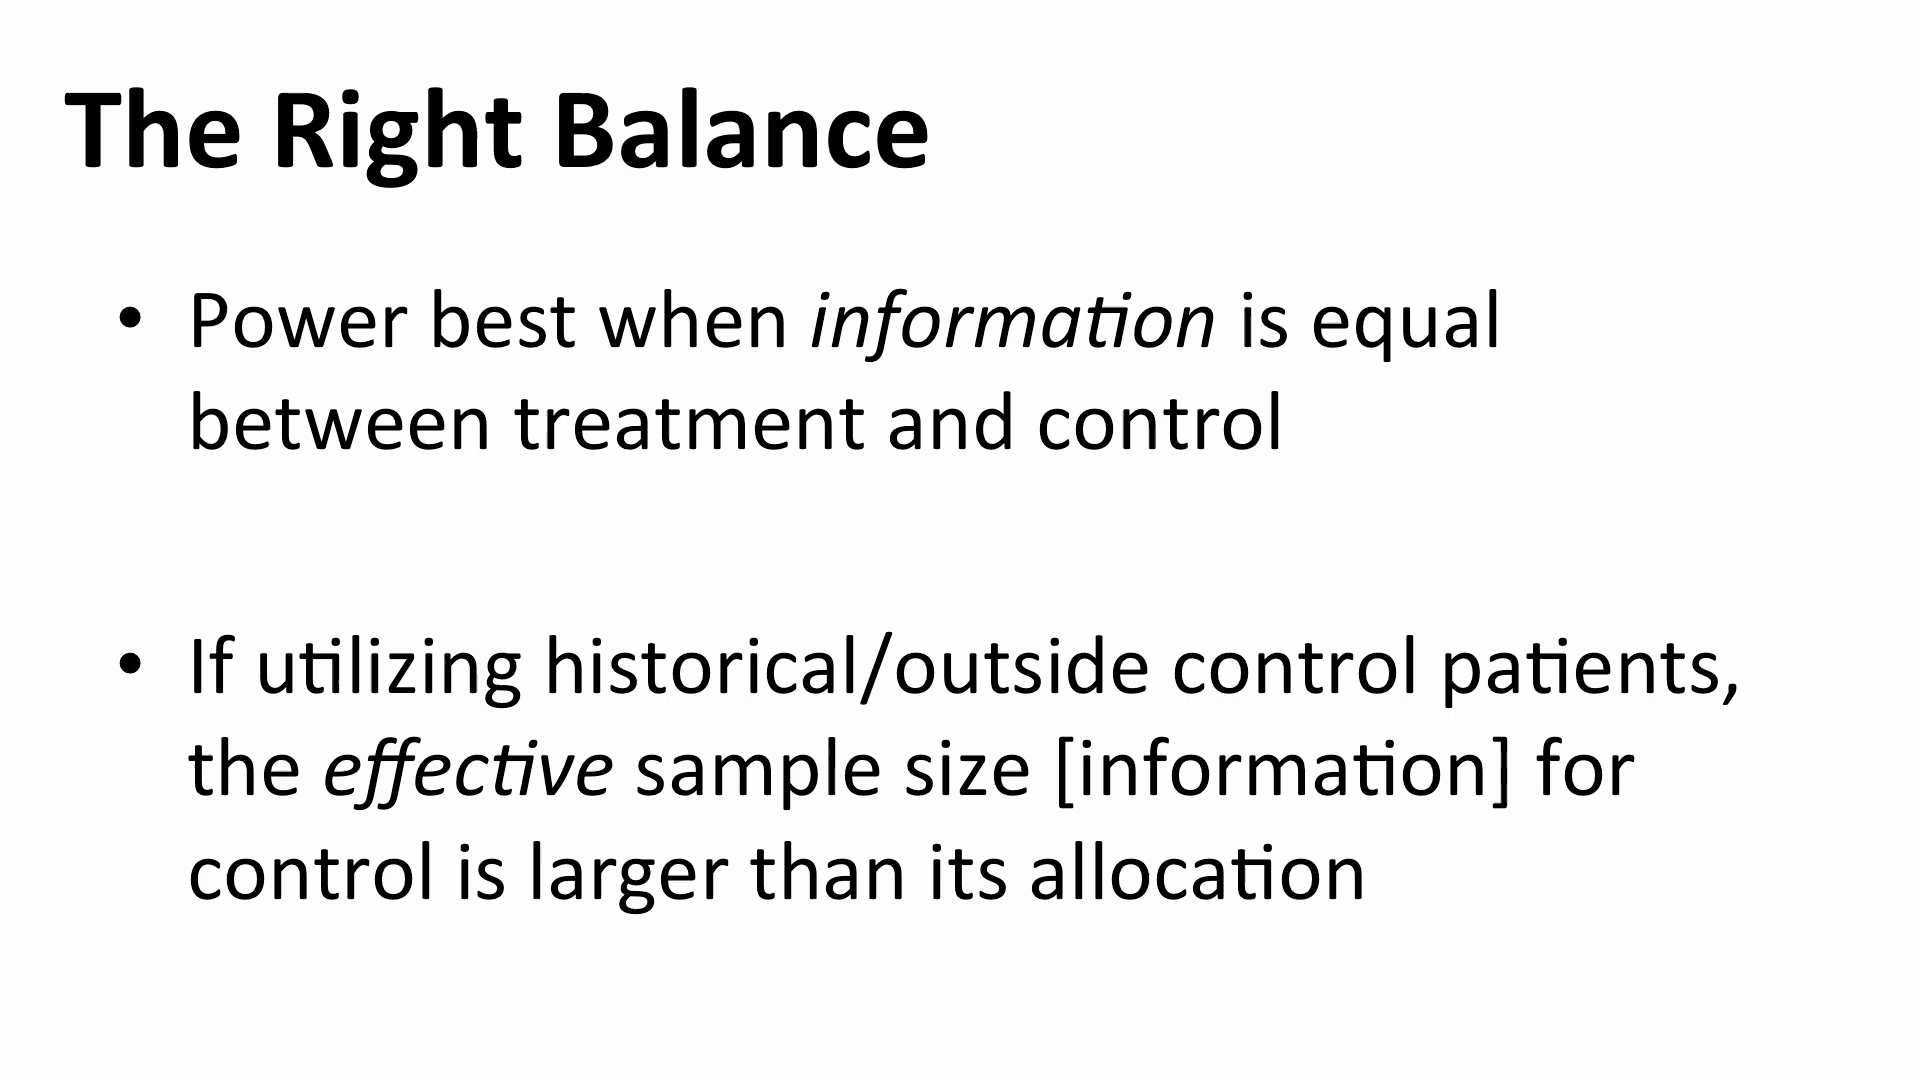 The Right Balance
• Power best when information is equal
between treatment and control
• If utilizing historical/outside control patients,
the effective sample size [information] for
control is larger than its allocation